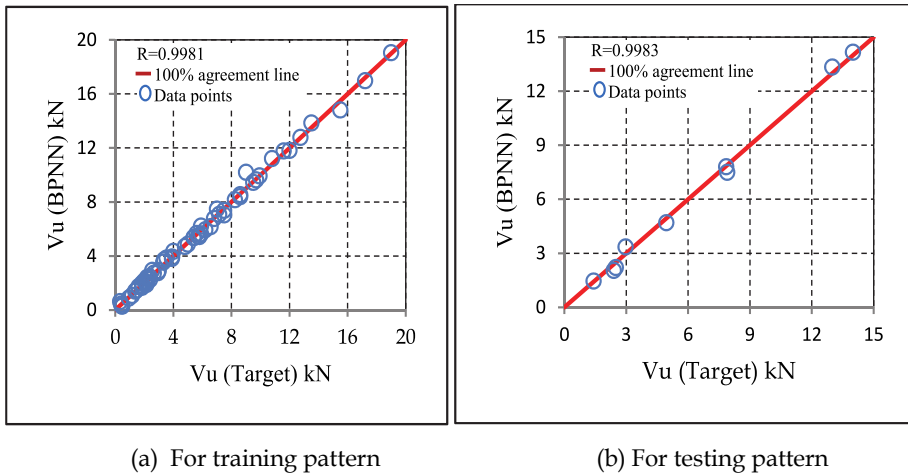 R=0.9981
100% agreement line
Data points
20
16
12
8
4
0
0 4 8 12 16 20
Vu (BPNN) kN
Vu (Target) kN
(a) For training pattern
R=0.9983
100% agreement line
Data points
15
12
9
6
3
0
0 3 6 9 12 15
Vu (BPNN) kN
Vu (Target) kN
(b) For testing pattern